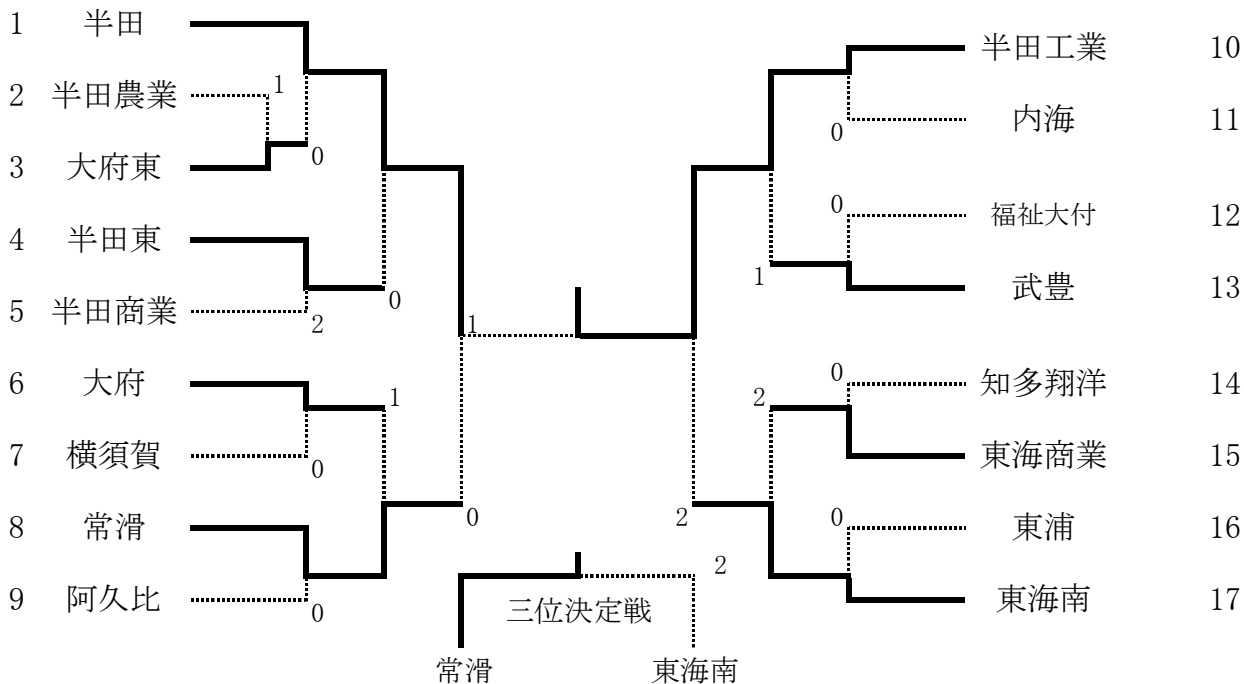 1 半田
2 半田農業
3 大府東
4 半田東
5 半田商業
6 大府
7 横須賀
8 常滑
9 阿久比
1
0
2
0
1
0
0
1
0
半田工業 10
内海 11
福祉大付 12
武豊 13
知多翔洋 14
東海商業 15
東浦 16
東海南 17
0
0
1
0
2
0
2
2
三位決定戦
常滑 東海南